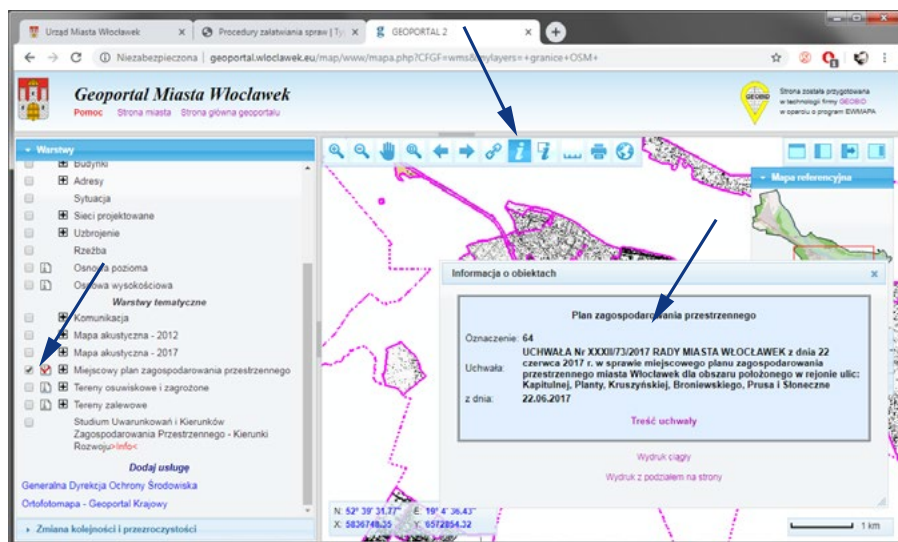 Urząd Miasta Włocławek
Procedury załatwiania spraw | Ty
GEOPORTAL 2
Niezabezpieczona | geoportal.wloclawek.eu/map/www/mapa.php?CFGF=wms&mylayers=+granice+OSM+
Geoportal Miasta Włocławek
Pomoc Strona miasta Strona główna geoportalu
GEOBID
Strona została przygotowana
w technologii firmy GEOBID
w oparciu o program EWMAPA
Warstwy
Budynki
Adresy
Sytuacja
Sieci projektowane
Uzbrojenie
Rzeźba
Osnowa pozioma
Osnowa wysokościowa
Warstwy tematyczne
Komunikacja
Mapa akustyczna - 2012
Mapa akustyczna - 2017
Miejscowy plan zagospodarowania przestrzennego
Tereny osuwiskowe i zagrożone
Tereny zalewowe
Studium Uwarunkowań i Kierunków
Zagospodarowania Przestrzennego - Kierunki
Rozwoju>Info<
Dodaj usługę
Generalna Dyrekcja Ochrony Środowiska
Ortofotomapa - Geoportal Krajowy
Zmiana kolejności i przezroczystości
Mapa referencyjna
Informacja o obiektach
Plan zagospodarowania przestrzennego
Oznaczenie: 64
Uchwała: UCHWAŁA Nr XXXII/73/2017 RADY MIASTA WŁOCŁAWEK z dnia 22
czerwca 2017 r. w sprawie miejscowego planu zagospodarowania
przestrzennego miasta Włocławek dla obszaru położonego w rejonie ulic:
Kapitulnej, Planty, Kruszyńskiej, Broniewskiego, Prusa i Słoneczne
z dnia: 22.06.2017
Treść uchwały
Wydruk ciągły
Wydruk z podziałem na strony
N: 52° 39' 31.77" E: 19° 4' 36.43"
X: 5836748.35 Y: 6572854.32
1 km